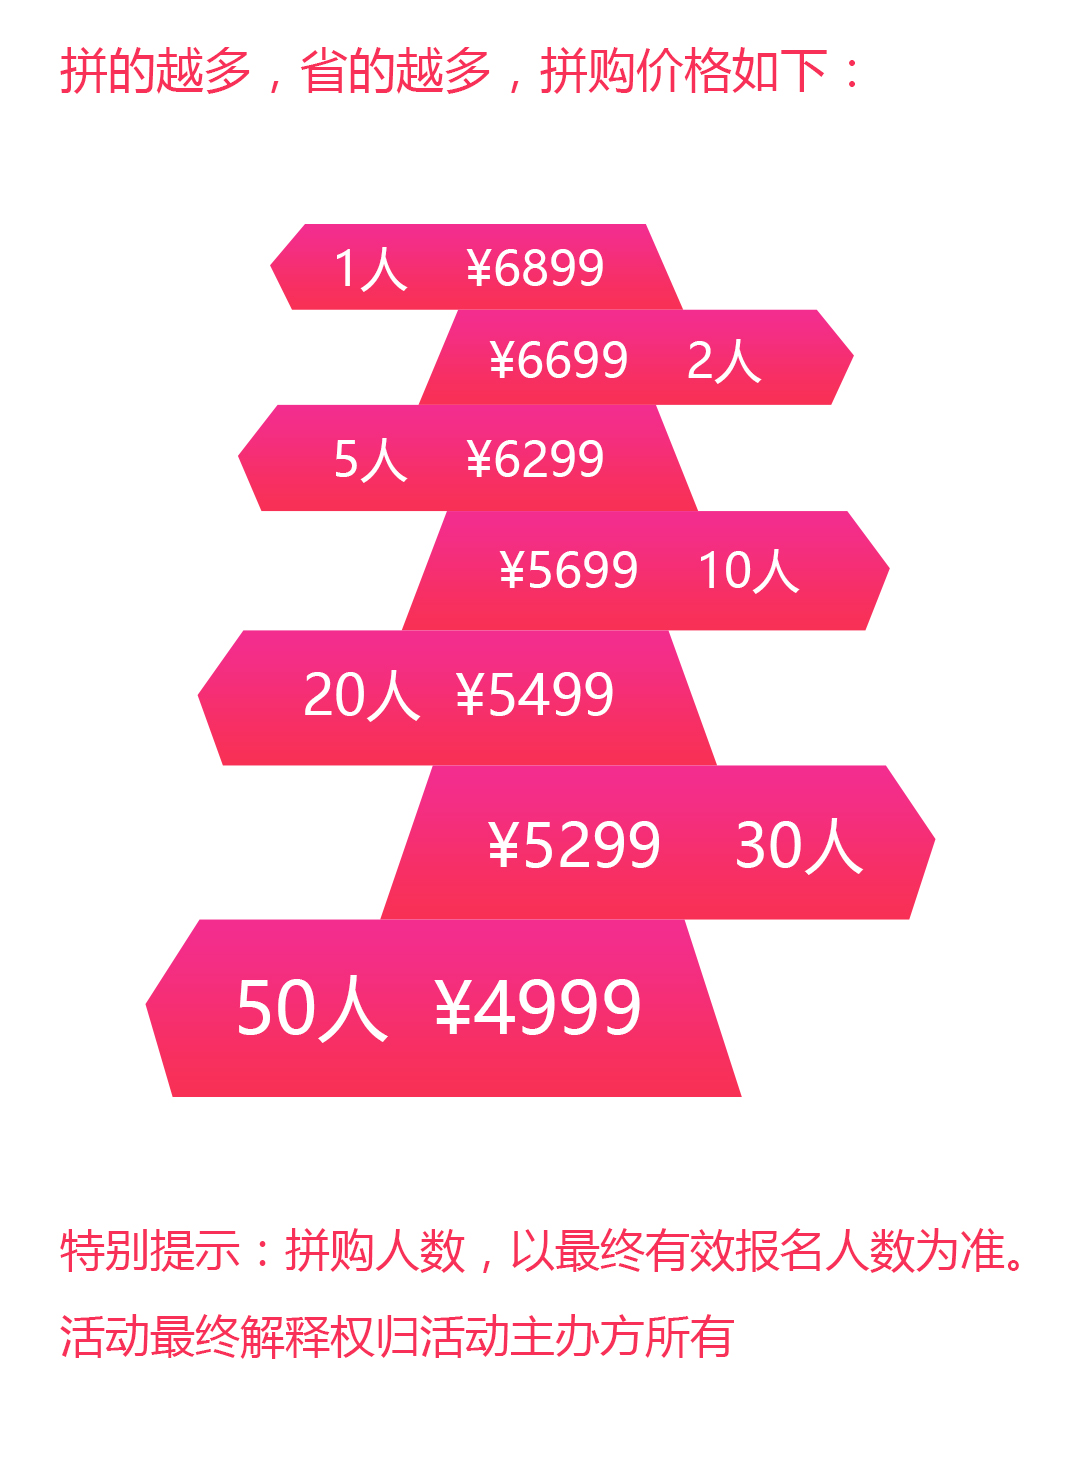 拼的越多，省的越多，拼购价格如下：
1人 ¥6899
¥6699 2人
5人 ¥6299
¥5699 10人
20人 ¥5499
¥5299 30人
50人 ¥4999
特别提示：拼购人数，以最终有效报名人数为准。
活动最终解释权归活动主办方所有